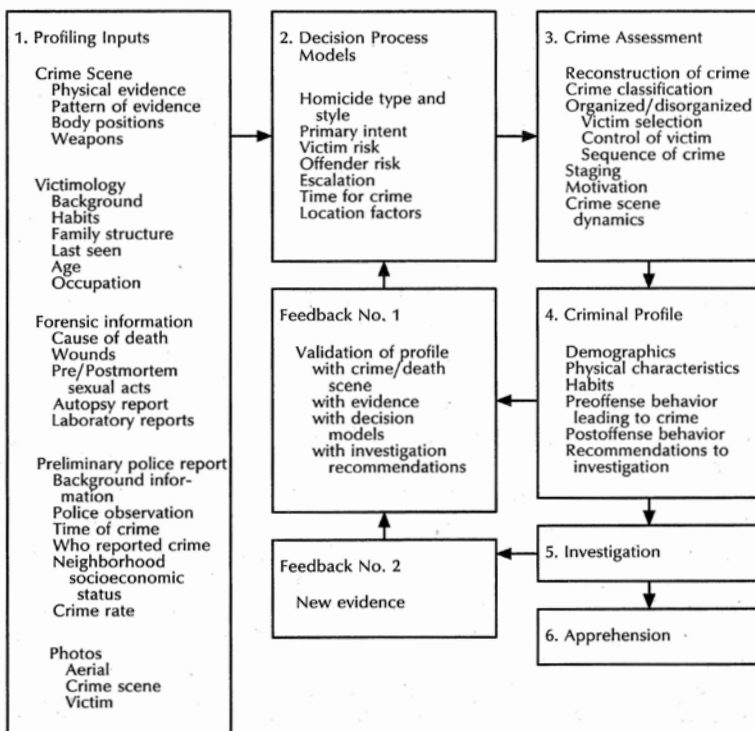 1. Profiling Inputs
Crime Scene
Physical evidence
Pattern of evidence
Body positions
Weapons
Victimology
Background
Habits
Family structure
Last seen
Age
Occupation
Forensic information
Cause of death
Wounds
Pre/Postmortem
sexual acts
Autopsy report
Laboratory reports
Preliminary police report
Background infor-
mation
Police observation
Time of crime
Who reported crime
Neighborhood
socioeconomic
status
Crime rate
Photos
Aerial
Crime scene
Victim
2. Decision Process
Models
Homicide type and
style
Primary intent
Victim risk
Offender risk
Escalation
Time for crime
Location factors
3. Crime Assessment
Reconstruction of crime
Crime classification
Organized/disorganized
Victim selection
Control of victim
Sequence of crime
Staging
Motivation
Crime scene
dynamics
Feedback No. 1
Validation of profile
with crime/death
scene
with evidence
with decision
models
with investigation
recommendations
4. Criminal Profile
Demographics
Physical characteristics
Habits
Preoffense behavior
leading to crime
Postoffense behavior
Recommendations to
investigation
Feedback No. 2
New evidence
5. Investigation
6. Apprehension